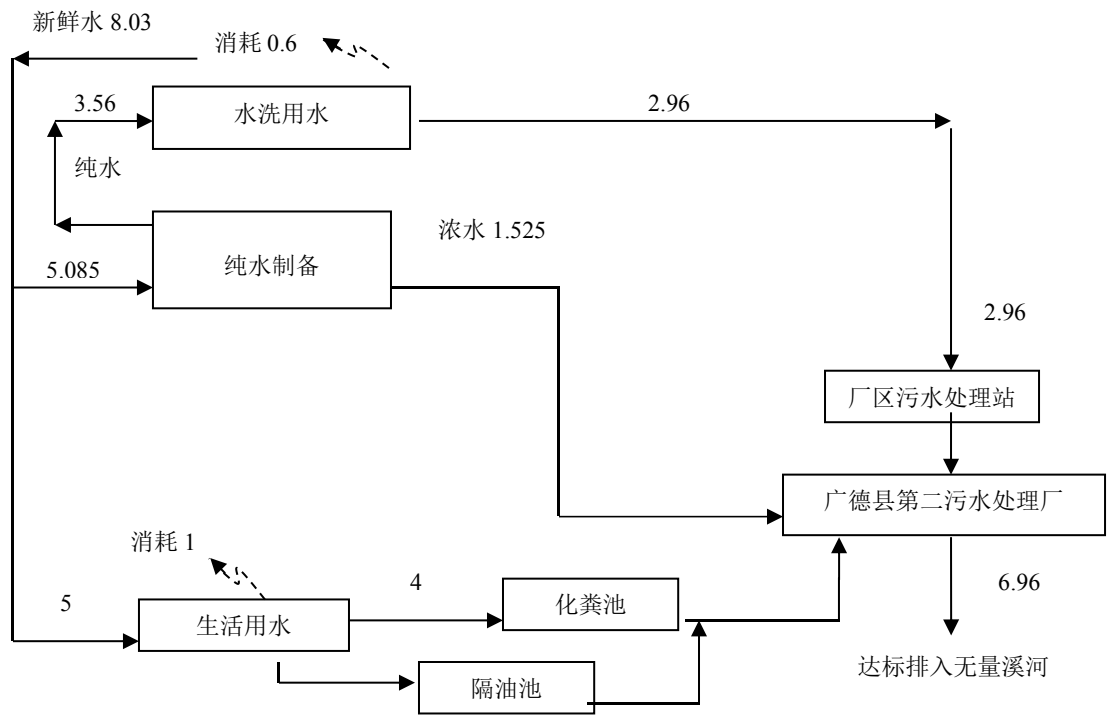 新鲜水 8.03
消耗 0.6
3.56
水洗用水
2.96
纯水
浓水 1.525
5.085
纯水制备
2.96
厂区污水处理站
广德县第二污水处理厂
消耗 1
5
生活用水
4
化粪池
6.96
隔油池
达标排入无量溪河